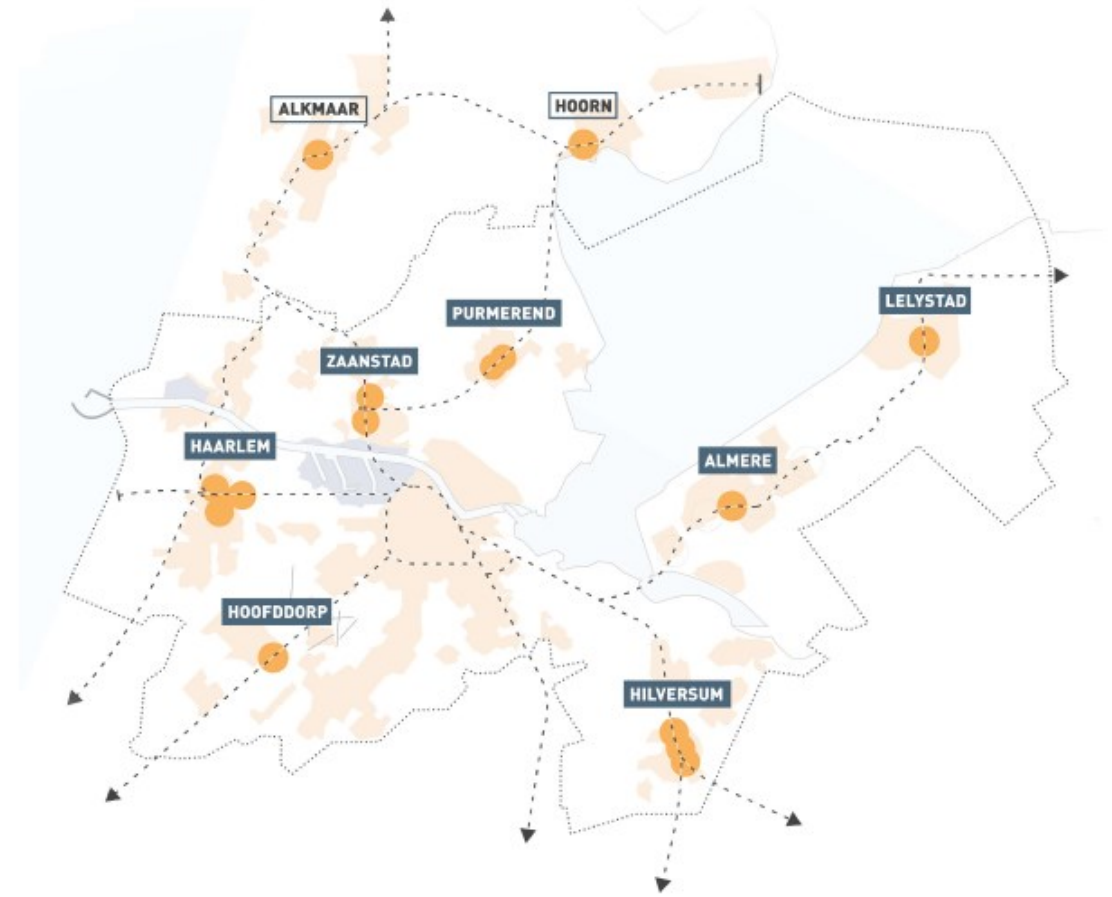 ALKMAAR
HOORN
LELYSTAD
PURMEREND
ZAANSTAD
HAARLEM
ALMERE
HOOFDDORP
HILVERSUM